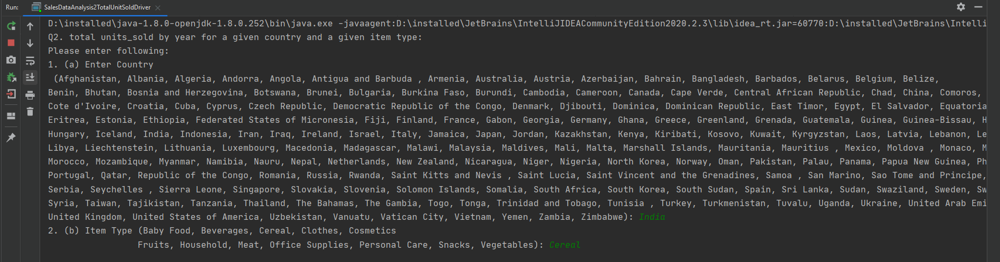 Run: SalesDataAnalysis2TotalUnitSoldDriver
D:\installed\java-1.8.0-openjdk-1.8.0.252\bin\java.exe -javaagent:D:\installed\JetBrains\IntelliJIDEACommunityEdition2020.2.3\lib\idea_rt.jar=60770:D:\installed\JetBrains\Intelli
Q2. total units_sold by year for a given country and a given item type:
Please enter following:
1. (a) Enter Country
(Afghanistan, Albania, Algeria, Andorra, Angola, Antigua and Barbuda , Armenia, Australia, Austria, Azerbaijan, Bahrain, Bangladesh, Barbados, Belarus, Belgium, Belize,
Benin, Bhutan, Bosnia and Herzegovina, Botswana, Brunei, Bulgaria, Burkina Faso, Burundi, Cambodia, Cameroon, Canada, Cape Verde, Central African Republic, Chad, China, Comoros,
Cote d'Ivoire, Croatia, Cuba, Cyprus, Czech Republic, Democratic Republic of the Congo, Denmark, Djibouti, Dominica, Dominican Republic, East Timor, Egypt, El Salvador, Equatoria
Eritrea, Estonia, Ethiopia, Federated States of Micronesia, Fiji, Finland, France, Gabon, Georgia, Germany, Ghana, Greece, Greenland, Grenada, Guatemala, Guinea, Guinea-Bissau, H
Hungary, Iceland, India, Indonesia, Iran, Iraq, Ireland, Israel, Italy, Jamaica, Japan, Jordan, Kazakhstan, Kenya, Kiribati, Kosovo, Kuwait, Kyrgyzstan, Laos, Latvia, Lebanon, Le
Libya, Liechtenstein, Lithuania, Luxembourg, Macedonia, Madagascar, Malawi, Malaysia, Maldives, Mali, Malta, Marshall Islands, Mauritania, Mauritius , Mexico, Moldova , Monaco, M
Morocco, Mozambique, Myanmar, Namibia, Nauru, Nepal, Netherlands, New Zealand, Nicaragua, Niger, Nigeria, North Korea, Norway, Oman, Pakistan, Palau, Panama, Papua New Guinea, Ph
Portugal, Qatar, Republic of the Congo, Romania, Russia, Rwanda, Saint Kitts and Nevis , Saint Lucia, Saint Vincent and the Grenadines, Samoa , San Marino, Sao Tome and Principe,
Serbia, Seychelles , Sierra Leone, Singapore, Slovakia, Slovenia, Solomon Islands, Somalia, South Africa, South Korea, South Sudan, Spain, Sri Lanka, Sudan, Swaziland, Sweden, Sw
Syria, Taiwan, Tajikistan, Tanzania, Thailand, The Bahamas, The Gambia, Togo, Tonga, Trinidad and Tobago, Tunisia , Turkey, Turkmenistan, Tuvalu, Uganda, Ukraine, United Arab Emi
United Kingdom, United States of America, Uzbekistan, Vanuatu, Vatican City, Vietnam, Yemen, Zambia, Zimbabwe): India
2. (b) Item Type (Baby Food, Beverages, Cereal, Clothes, Cosmetics
Fruits, Household, Meat, Office Supplies, Personal Care, Snacks, Vegetables): Cereal